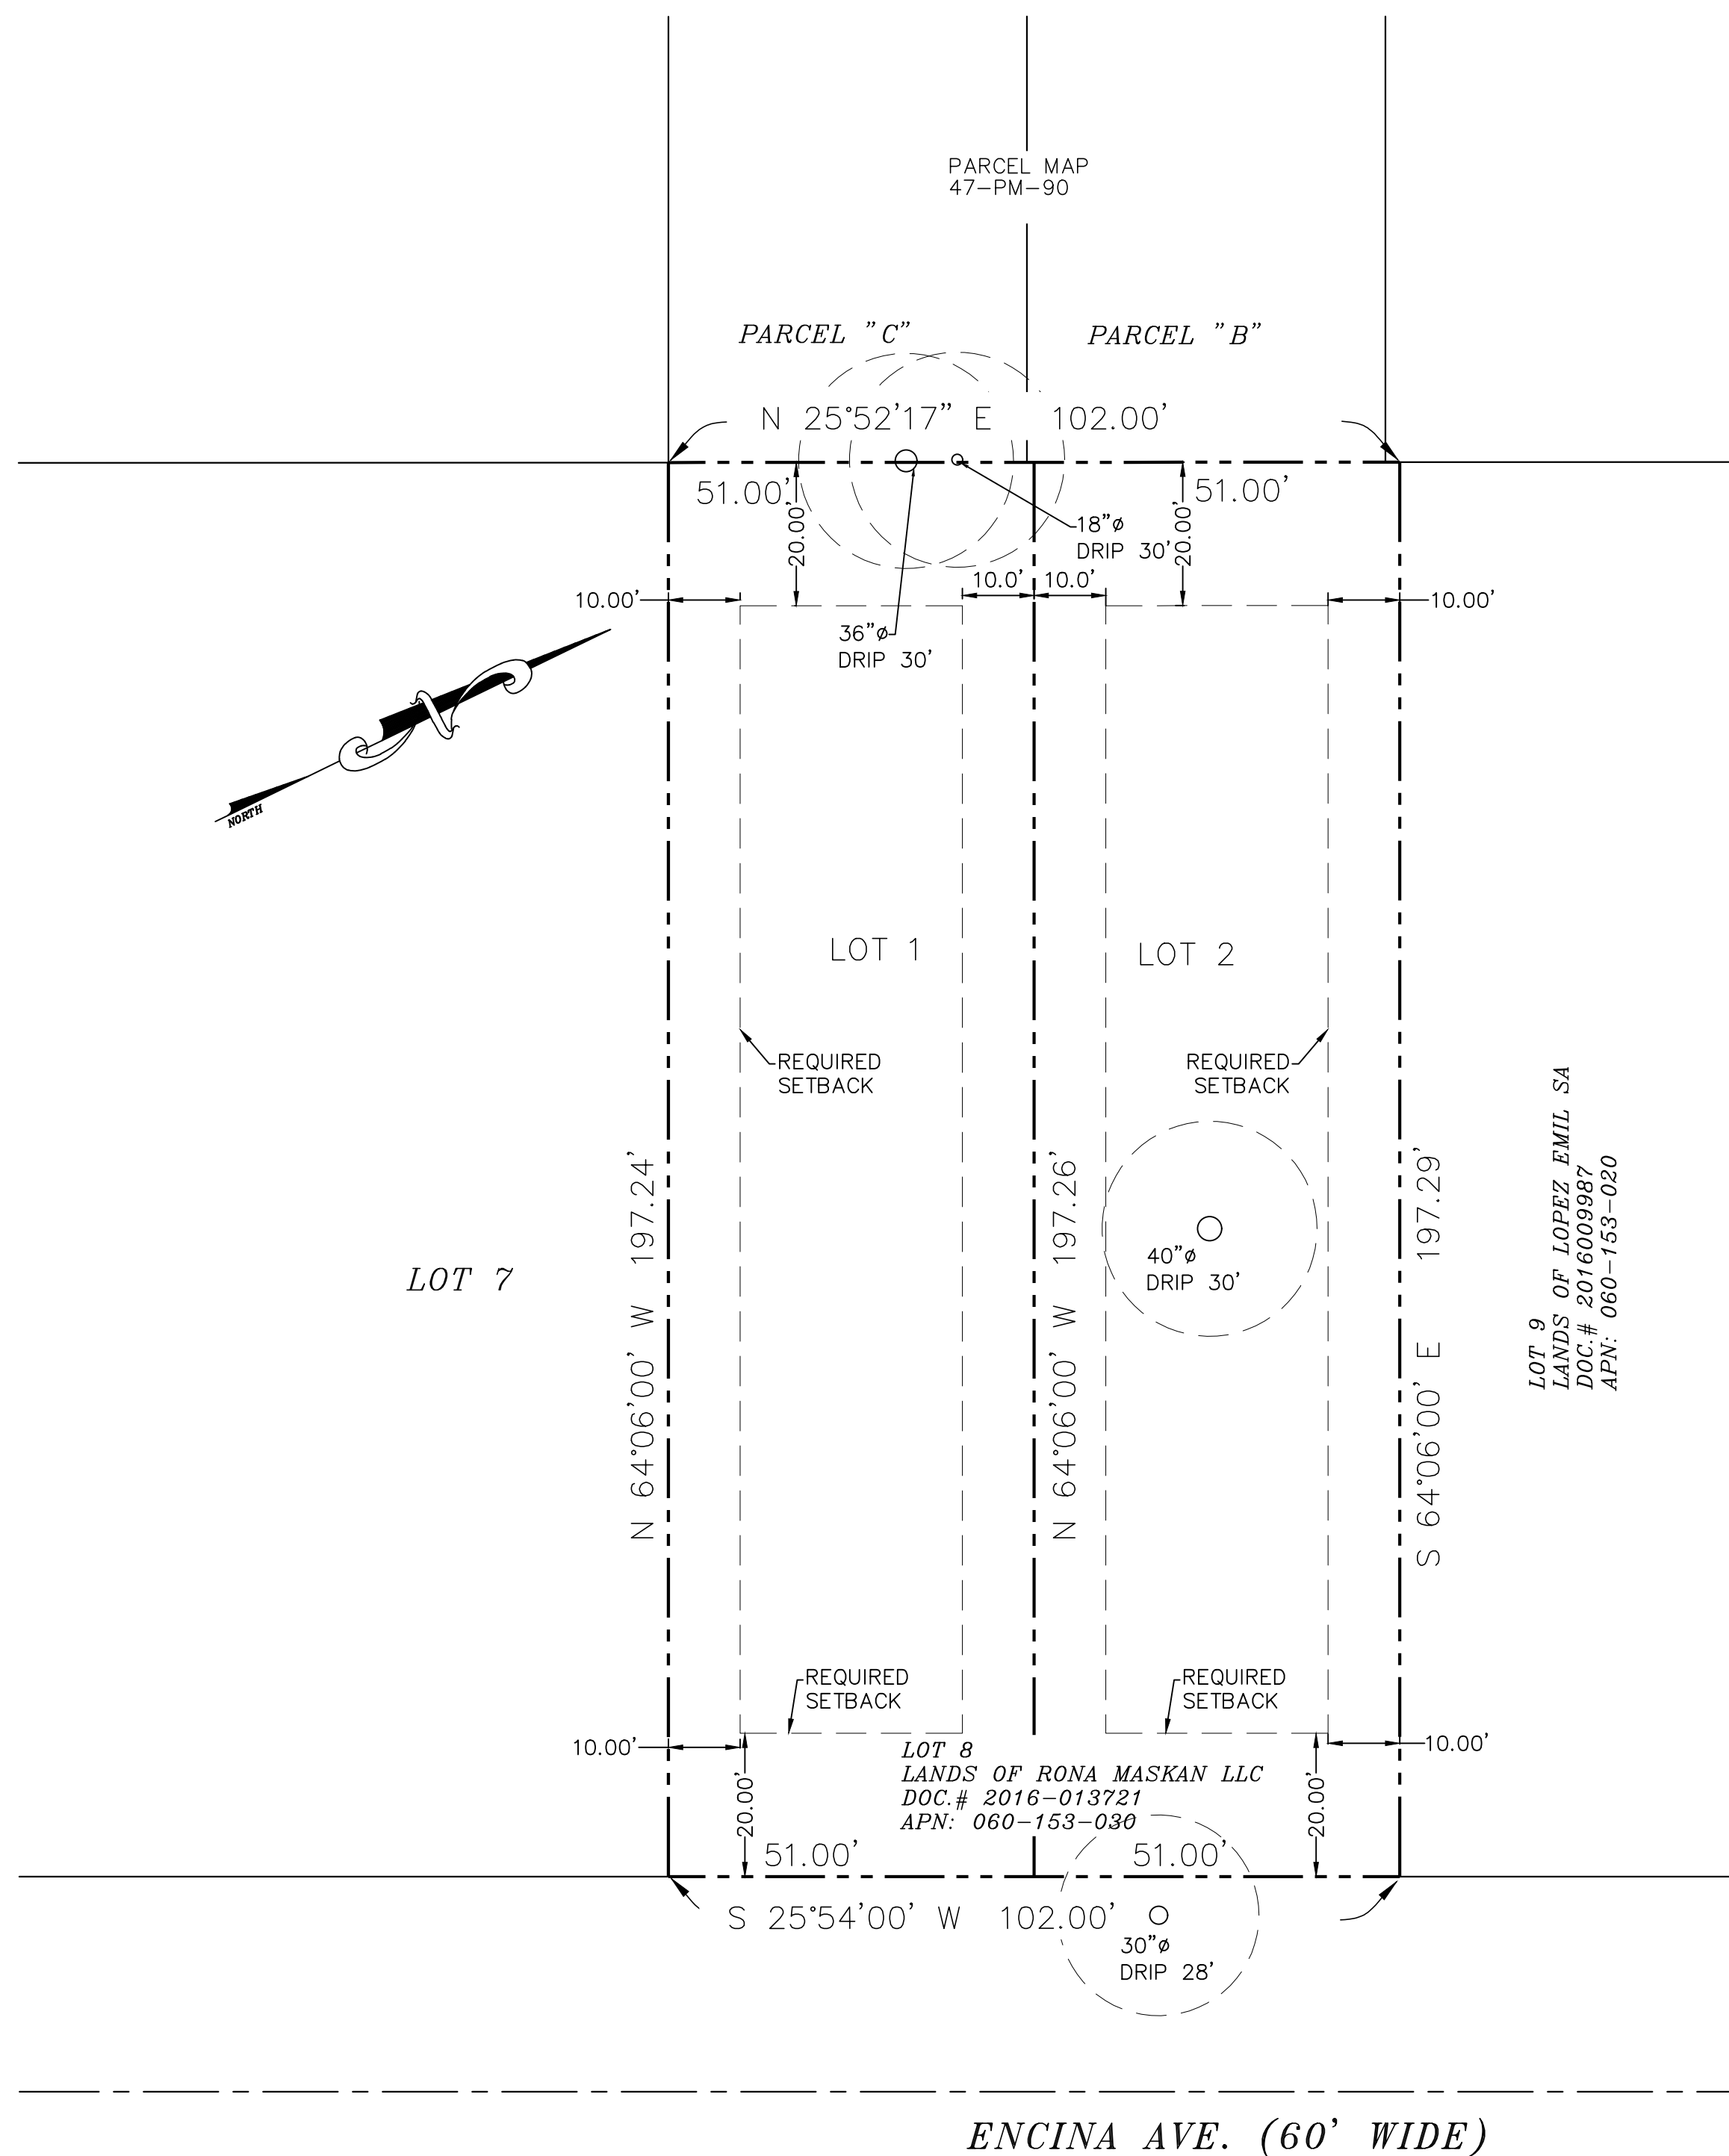 PARCEL MAP
47-PM-90
PARCEL "C"
PARCEL "B"
N 25°52'17" E 102.00'
51.00'
51.00'
20.00'
20.00'
18"ø
DRIP 30'
10.00'
10.0'
10.0'
10.00'
36"ø
DRIP 30'
NORTH
LOT 1
LOT 2
REQUIRED
SETBACK
REQUIRED
SETBACK
N 64°06'00' W 197.24'
N 64°06'00' W 197.26'
S 64°06'00' E 197.29'
40"ø
DRIP 30'
LOT 7
LOT 9
LANDS OF LOPEZ EMIL SA
DOC.# 2016009987
APN: 060-153-020
REQUIRED
SETBACK
REQUIRED
SETBACK
10.00'
10.00'
LOT 8
LANDS OF RONA MASKAN LLC
DOC.# 2016-013721
APN: 060-153-030
20.00'
20.00'
51.00'
51.00'
S 25°54'00' W 102.00'
30"ø
DRIP 28'
ENCINA AVE. (60' WIDE)